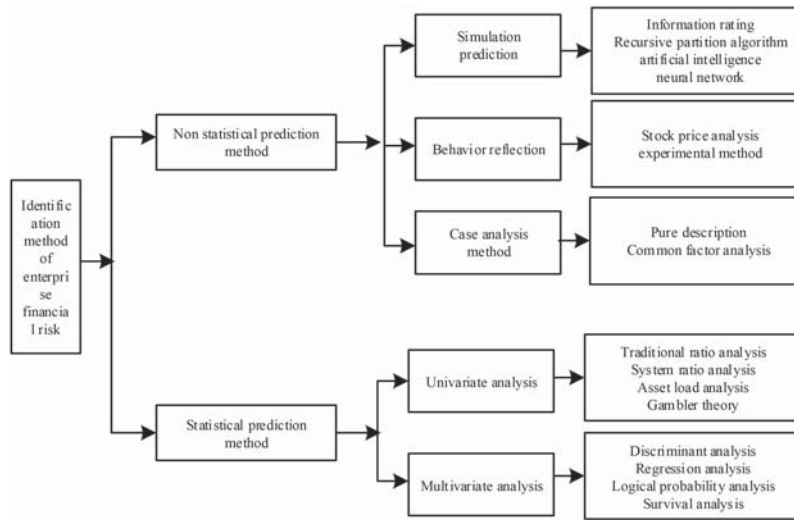 Identific
ation
method
of
enterpri
se
financia
l risk
Non statistical prediction
method
Statistical prediction
method
Simulation
prediction
Behavior reflection
Case analysis
method
Univariate analysis
Multivariate analysis
Information rating
Recursive partition algorithm
artificial intelligence
neural network
Stock price analysis
experimental method
Pure description
Common factor analysis
Traditional ratio analysis
System ratio analysis
Asset load analysis
Gambler theory
Discriminant analysis
Regression analysis
Logical probability analysis
Survival analysis